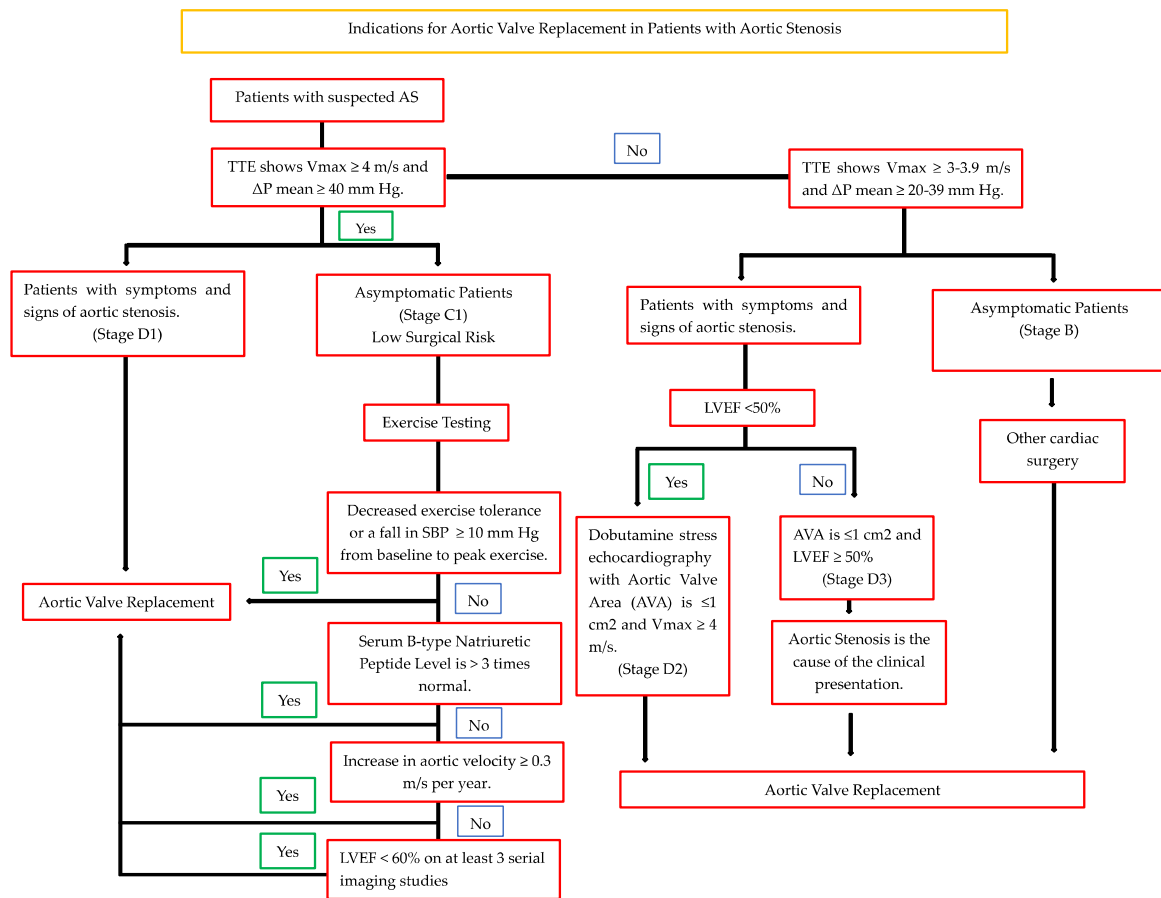 Indications for Aortic Valve Replacement in Patients with Aortic Stenosis
Patients with suspected AS
TTE shows Vmax ≥ 4 m/s and
ΔP mean ≥ 40 mm Hg.
No
TTE shows Vmax ≥ 3-3.9 m/s
and ΔP mean ≥ 20-39 mm Hg.
Yes
Patients with symptoms and
signs of aortic stenosis.
(Stage D1)
Asymptomatic Patients
(Stage C1)
Low Surgical Risk
Patients with symptoms and
signs of aortic stenosis.
Asymptomatic Patients
(Stage B)
Exercise Testing
LVEF <50%
Other cardiac
surgery
Yes
No
Decreased exercise tolerance
or a fall in SBP ≥ 10 mm Hg
from baseline to peak exercise.
Dobutamine stress
echocardiography
with Aortic Valve
Area (AVA) is ≤1
cm2 and Vmax ≥ 4
m/s.
(Stage D2)
AVA is ≤1 cm2 and
LVEF ≥ 50%
(Stage D3)
Yes
No
Aortic Valve Replacement
Aortic Stenosis is the
cause of the clinical
presentation.
Serum B-type Natriuretic
Peptide Level is > 3 times
normal.
Yes
No
Increase in aortic velocity ≥ 0.3
m/s per year.
Aortic Valve Replacement
Yes
No
Yes
LVEF < 60% on at least 3 serial
imaging studies